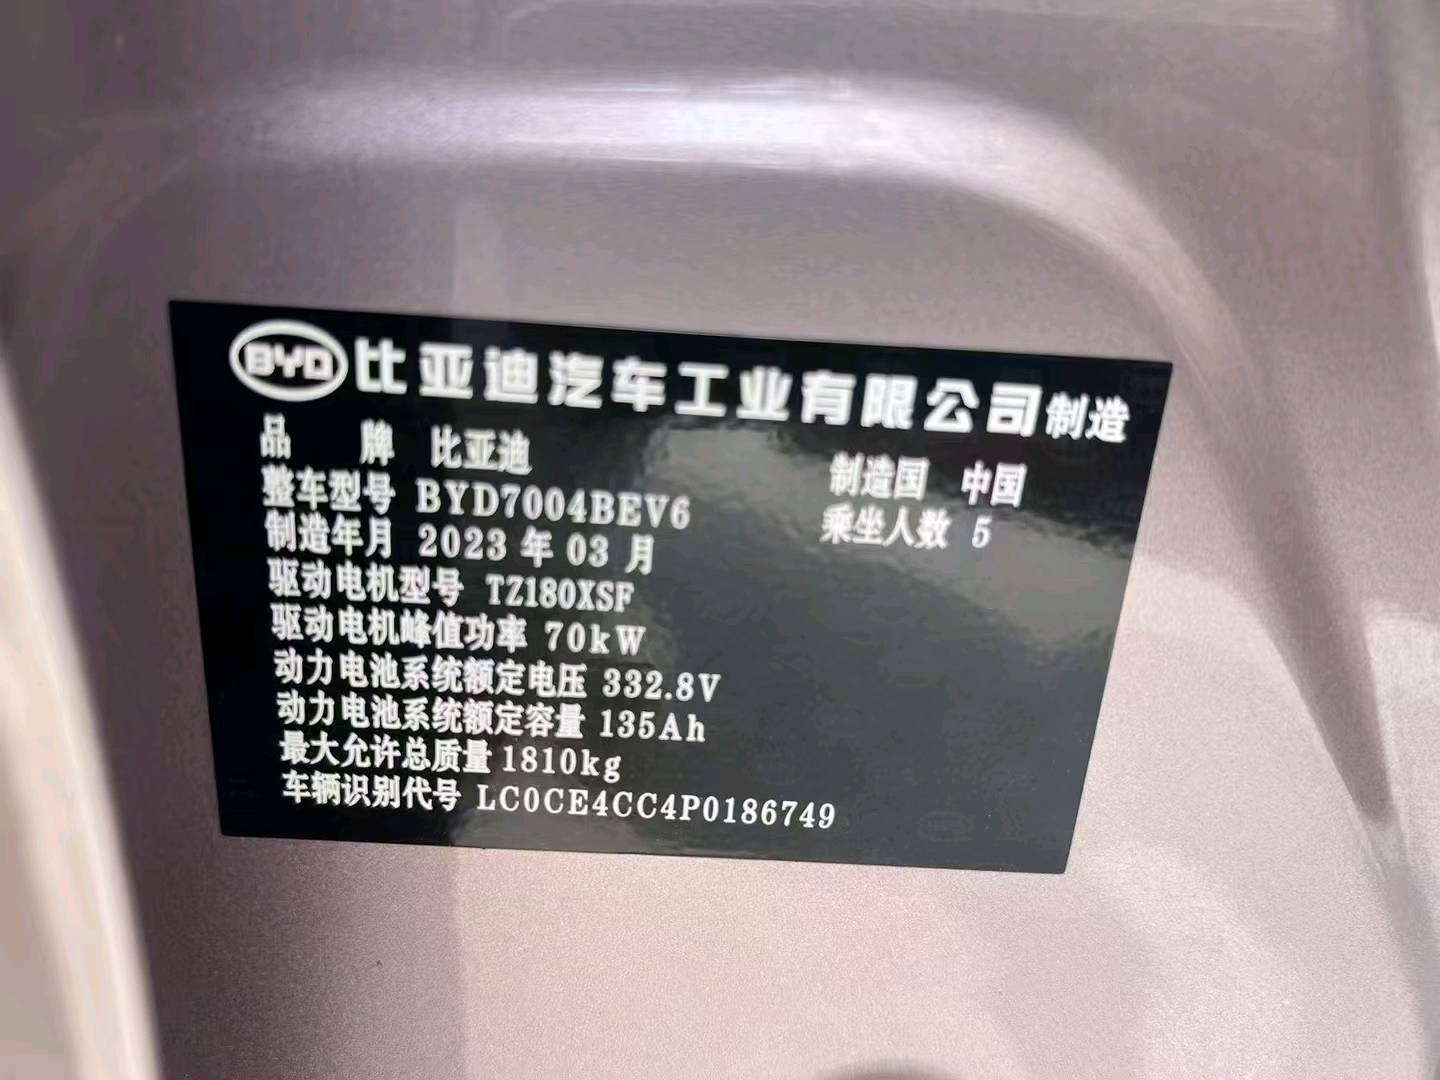 BYD 比亚迪汽车工业有限公司制造
品 牌 比亚迪 制造国 中国
整车型号 BYD7004BEV6 乘坐人数 5
制造年月 2023 年 03 月
驱动电机型号 TZ180XSF
驱动电机峰值功率 70kW
动力电池系统额定电压 332.8V
动力电池系统额定容量 135Ah
最大允许总质量 1810kg
车辆识别代号 LC0CE4CC4P0186749